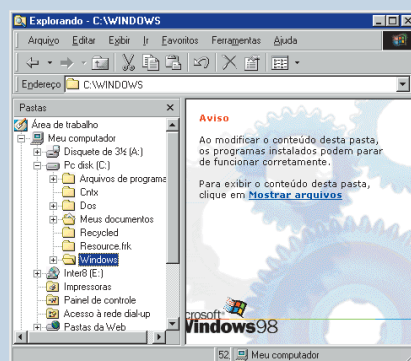 Explorando - C:\WINDOWS
Arquivo Editar Exibir Ir Favoritos Ferramentas Ajuda
Endereço C:\WINDOWS
Pastas
Área de trabalho
Meu computador
Disquete de 3½ (A:)
Pc disk (C:)
Arquivos de programa
Cntx
Dos
Meus documentos
Recycled
Resource.frk
Windows
Inter8 (E:)
Impressoras
Painel de controle
Acesso à rede dial-up
Pastas da Web
Aviso
Ao modificar o conteúdo desta pasta,
os programas instalados podem parar
de funcionar corretamente.
Para exibir o conteúdo desta pasta,
clique em Mostrar arquivos
crosoft
Windows98
52 Meu computador